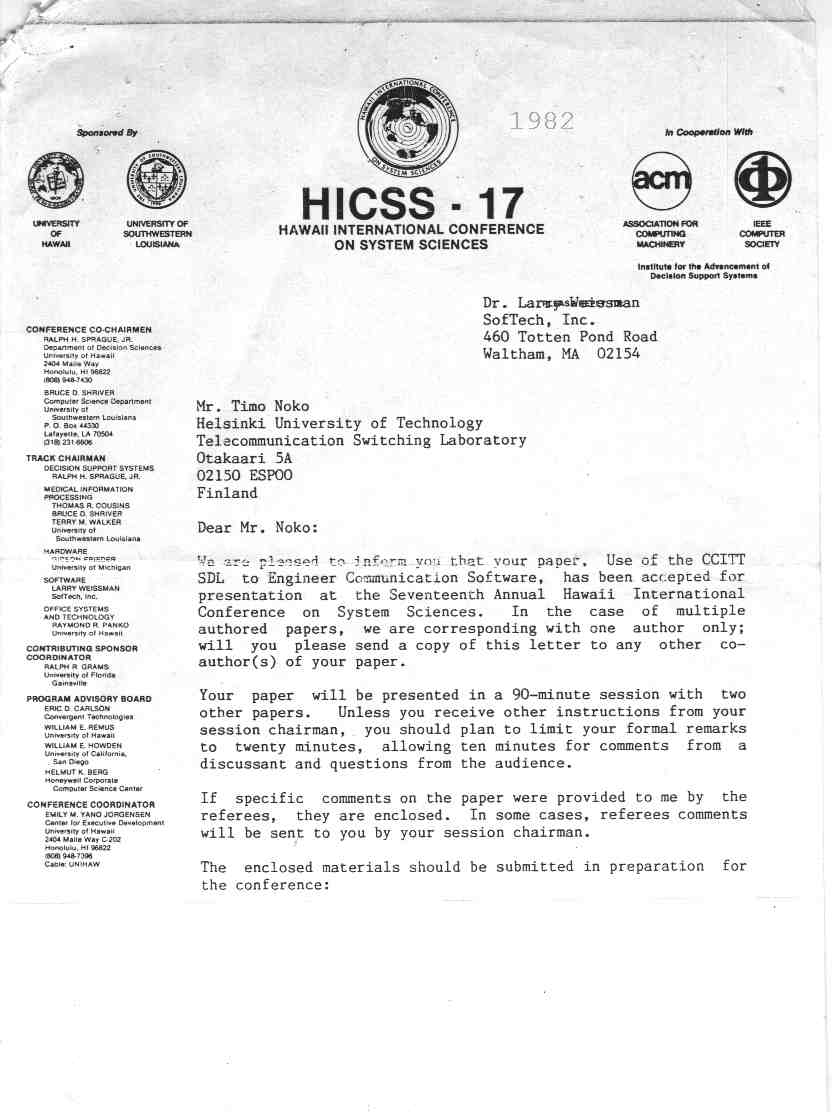 HAWAII INTERNATIONAL CONFERENCE
ON SYSTEM SCIENCES
1982
Sponsored By
In Cooperation With
acm
UNIVERSITY
OF
HAWAII
UNIVERSITY OF
SOUTHWESTERN
LOUISIANA
HICSS - 17
HAWAII INTERNATIONAL CONFERENCE
ON SYSTEM SCIENCES
ASSOCIATION FOR
COMPUTING
MACHINERY
IEEE
COMPUTER
SOCIETY
Institute for the Advancement of
Decision Support Systems
Dr. Larry Weissman
SofTech, Inc.
460 Totten Pond Road
Waltham, MA 02154
CONFERENCE CO-CHAIRMEN
RALPH H. SPRAGUE, JR.
Department of Decision Sciences
University of Hawaii
2404 Maile Way
Honolulu, HI 96822
(808) 948-7430
BRUCE D. SHRIVER
Computer Science Department
University of
Southwestern Louisiana
P. O. Box 44330
Lafayette, LA 70504
(318) 231-6606
TRACK CHAIRMAN
DECISION SUPPORT SYSTEMS
RALPH H. SPRAGUE, JR.
MEDICAL INFORMATION
PROCESSING
THOMAS R. COUSINS
BRUCE D. SHRIVER
TERRY M. WALKER
University of
Southwestern Louisiana
HARDWARE
University of Michigan
SOFTWARE
LARRY WEISSMAN
SofTech, Inc.
OFFICE SYSTEMS
AND TECHNOLOGY
RAYMOND R. PANKO
University of Hawaii
CONTRIBUTING SPONSOR
COORDINATOR
RALPH R. GRAMS
University of Florida
Gainsville
PROGRAM ADVISORY BOARD
ERIC D. CARLSON
Convergent Technologies
WILLIAM E. REMUS
University of Hawaii
WILLIAM E. HOWDEN
University of California,
San Diego
HELMUT K. BERG
Honeywell Corporate
Computer Science Center
CONFERENCE COORDINATOR
EMILY M. YANO JORGENSEN
Center for Executive Development
University of Hawaii
2404 Maile Way C-202
Honolulu, HI 96822
(808) 948-7396
Cable: UNIHAW
Mr. Timo Noko
Helsinki University of Technology
Telecommunication Switching Laboratory
Otakaari 5A
02150 ESPOO
Finland
Dear Mr. Noko:
We are pleased to inform you that your paper, Use of the CCITT
SDL to Engineer Communication Software, has been accepted for
presentation at the Seventeenth Annual Hawaii International
Conference on System Sciences. In the case of multiple
authored papers, we are corresponding with one author only;
will you please send a copy of this letter to any other co-
author(s) of your paper.
Your paper will be presented in a 90-minute session with two
other papers. Unless you receive other instructions from your
session chairman, you should plan to limit your formal remarks
to twenty minutes, allowing ten minutes for comments from a
discussant and questions from the audience.
If specific comments on the paper were provided to me by the
referees, they are enclosed. In some cases, referees comments
will be sent to you by your session chairman.
The enclosed materials should be submitted in preparation for
the conference: